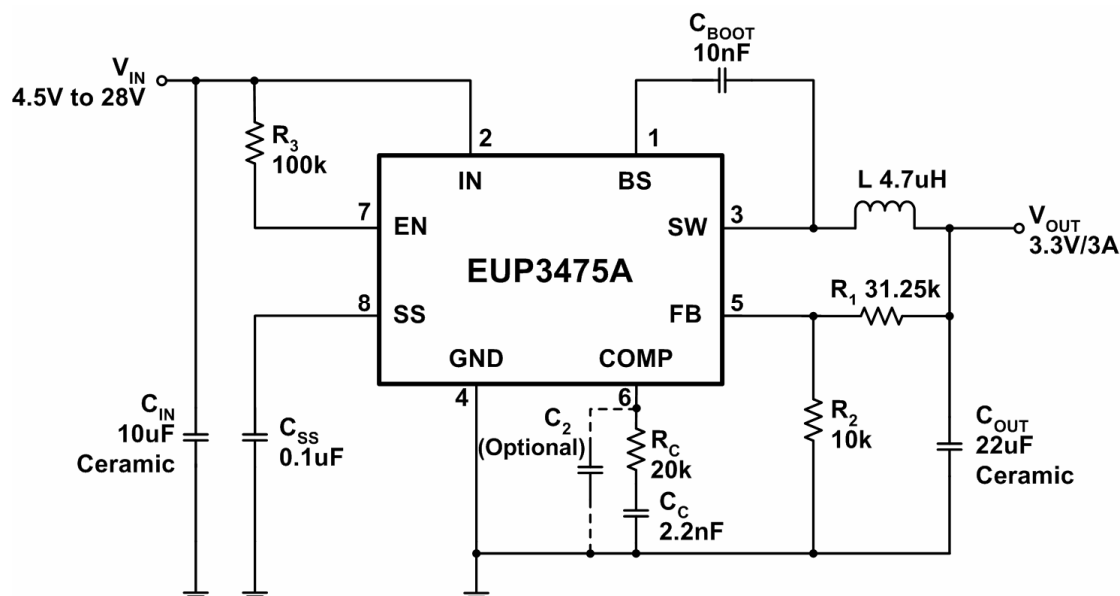 C_BOOT
10nF
V_IN
4.5V to 28V
R_3
100k
2
1
IN
BS
L 4.7uH
7
EN
SW
3
V_OUT
3.3V/3A
EUP3475A
R_1 31.25k
8
SS
FB
5
GND
COMP
4
6
C_IN
10uF
Ceramic
C_SS
0.1uF
C_2
(Optional)
R_C
20k
C_C
2.2nF
R_2
10k
C_OUT
22uF
Ceramic